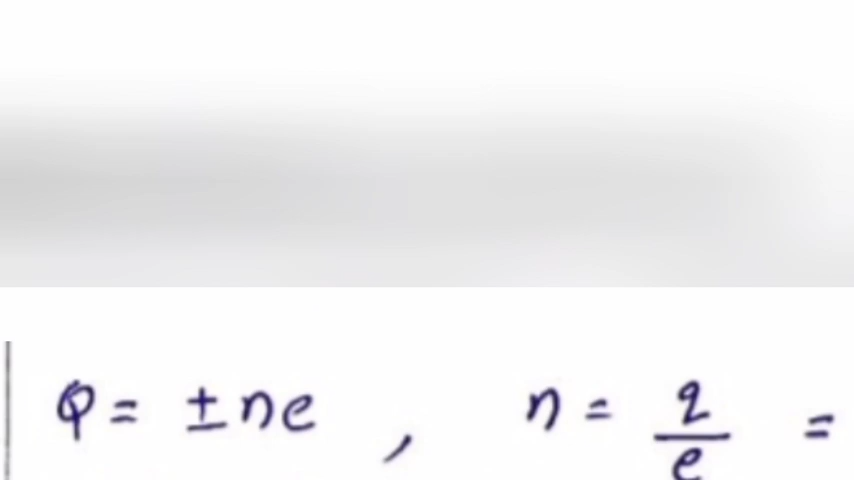 φ = ± ne , n = q/e =